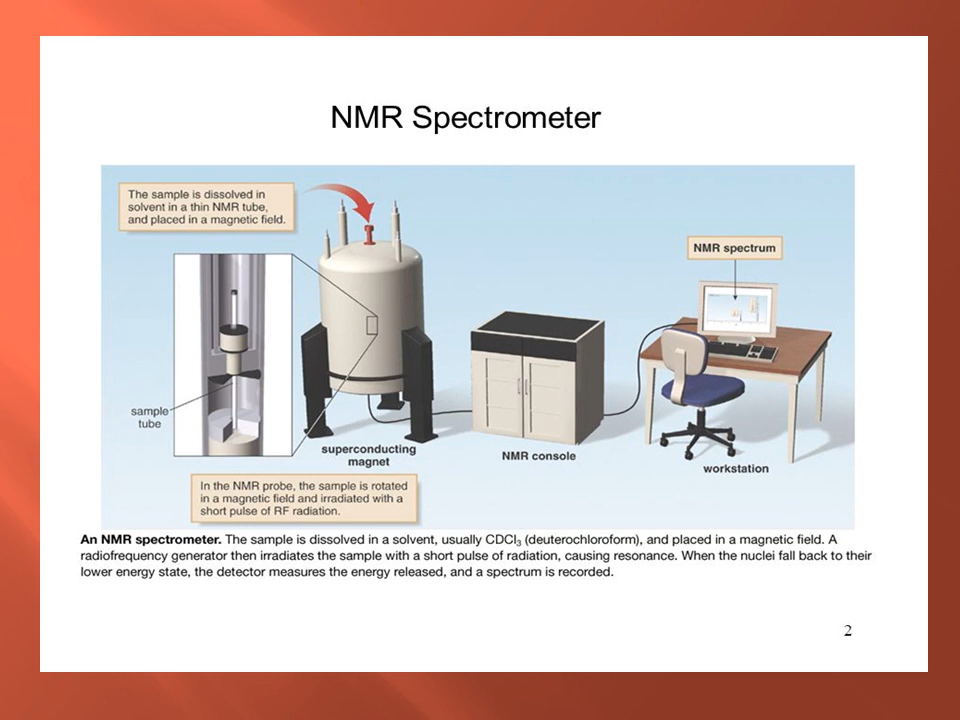 NMR Spectrometer
The sample is dissolved in
solvent in a thin NMR tube,
and placed in a magnetic field.
NMR spectrum
sample
tube
superconducting
magnet
NMR console
workstation
In the NMR probe, the sample is rotated
in a magnetic field and irradiated with a
short pulse of RF radiation.
An NMR spectrometer. The sample is dissolved in a solvent, usually CDCl₃ (deuterochloroform), and placed in a magnetic field. A
radiofrequency generator then irradiates the sample with a short pulse of radiation, causing resonance. When the nuclei fall back to their
lower energy state, the detector measures the energy released, and a spectrum is recorded.
2